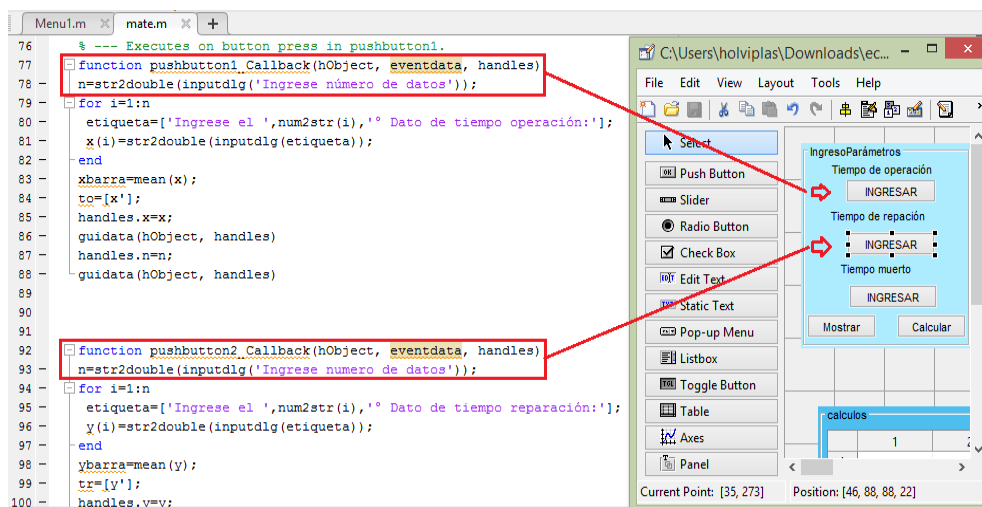 Menu1.m
mate.m
76 % --- Executes on button press in pushbutton1.
77 function pushbutton1_Callback(hObject, eventdata, handles)
78 — n=str2double(inputdlg('Ingrese número de datos'));
79 — for i=1:n
80 — etiqueta=['Ingrese el ',num2str(i),'° Dato de tiempo operación:'];
81 — x(i)=str2double(inputdlg(etiqueta));
82 — end
83 — xbarra=mean(x);
84 — to=[x'];
85 — handles.x=x;
86 — guidata(hObject, handles)
87 — handles.n=n;
88 — guidata(hObject, handles)
89
90
91
92 function pushbutton2_Callback(hObject, eventdata, handles)
93 — n=str2double(inputdlg('Ingrese numero de datos'));
94 — for i=1:n
95 — etiqueta=['Ingrese el ',num2str(i),'° Dato de tiempo reparación:'];
96 — y(i)=str2double(inputdlg(etiqueta));
97 — end
98 — ybarra=mean(y);
99 — tr=[y'];
100 — handles.y=y;
C:\Users\holviplas\Downloads\ec...
File Edit View Layout Tools Help
Select
OK Push Button
Slider
Radio Button
Check Box
Edit Text
Static Text
Pop-up Menu
Listbox
TGL Toggle Button
Table
Axes
Panel
IngresoParámetros
Tiempo de operación
INGRESAR
Tiempo de repación
INGRESAR
Tiempo muerto
INGRESAR
Mostrar Calcular
calculos
1
Current Point: [35, 273] Position: [46, 88, 88, 22]